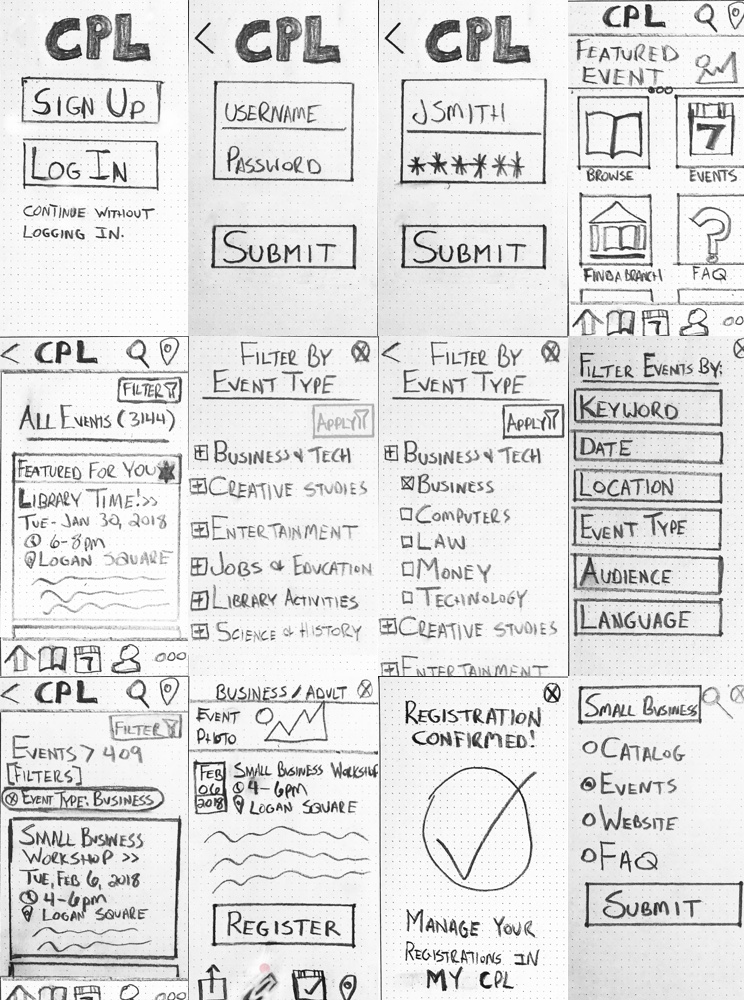 CPL
SIGN UP
LOG IN
CONTINUE WITHOUT
LOGGING IN.
CPL
USERNAME
PASSWORD
SUBMIT
CPL
JSMITH
******
SUBMIT
CPL
FEATURED
EVENT
7
BROWSE
EVENTS
FIND A BRANCH
FAQ
7
CPL
FILTER
ALL EVENTS (3144)
FEATURED FOR YOU
LIBRARY TIME! >>
TUE - JAN 30, 2018
6-8pm
LOGAN SQUARE
7
FILTER BY
EVENT TYPE
APPLY
BUSINESS & TECH
CREATIVE STUDIES
ENTERTAINMENT
JOBS & EDUCATION
LIBRARY ACTIVITIES
SCIENCE & HISTORY
FILTER BY
EVENT TYPE
APPLY
BUSINESS & TECH
BUSINESS
COMPUTERS
LAW
MONEY
TECHNOLOGY
CREATIVE STUDIES
ENTERTAINMENT
FILTER EVENTS BY:
KEYWORD
DATE
LOCATION
EVENT TYPE
AUDIENCE
LANGUAGE
CPL
FILTER
EVENTS > 409
[FILTERS]
EVENT TYPE: BUSINESS
SMALL BUSINESS
WORKSHOP >>
TUE, FEB 6, 2018
4-6pm
LOGAN SQUARE
BUSINESS / ADULT
EVENT
PHOTO
FEB
06
2018
SMALL BUSINESS WORKSHOP
4-6PM
LOGAN SQUARE
REGISTER
REGISTRATION
CONFIRMED!
MANAGE YOUR
REGISTRATIONS IN
MY CPL
SMALL BUSINESS
CATALOG
EVENTS
WEBSITE
FAQ
SUBMIT